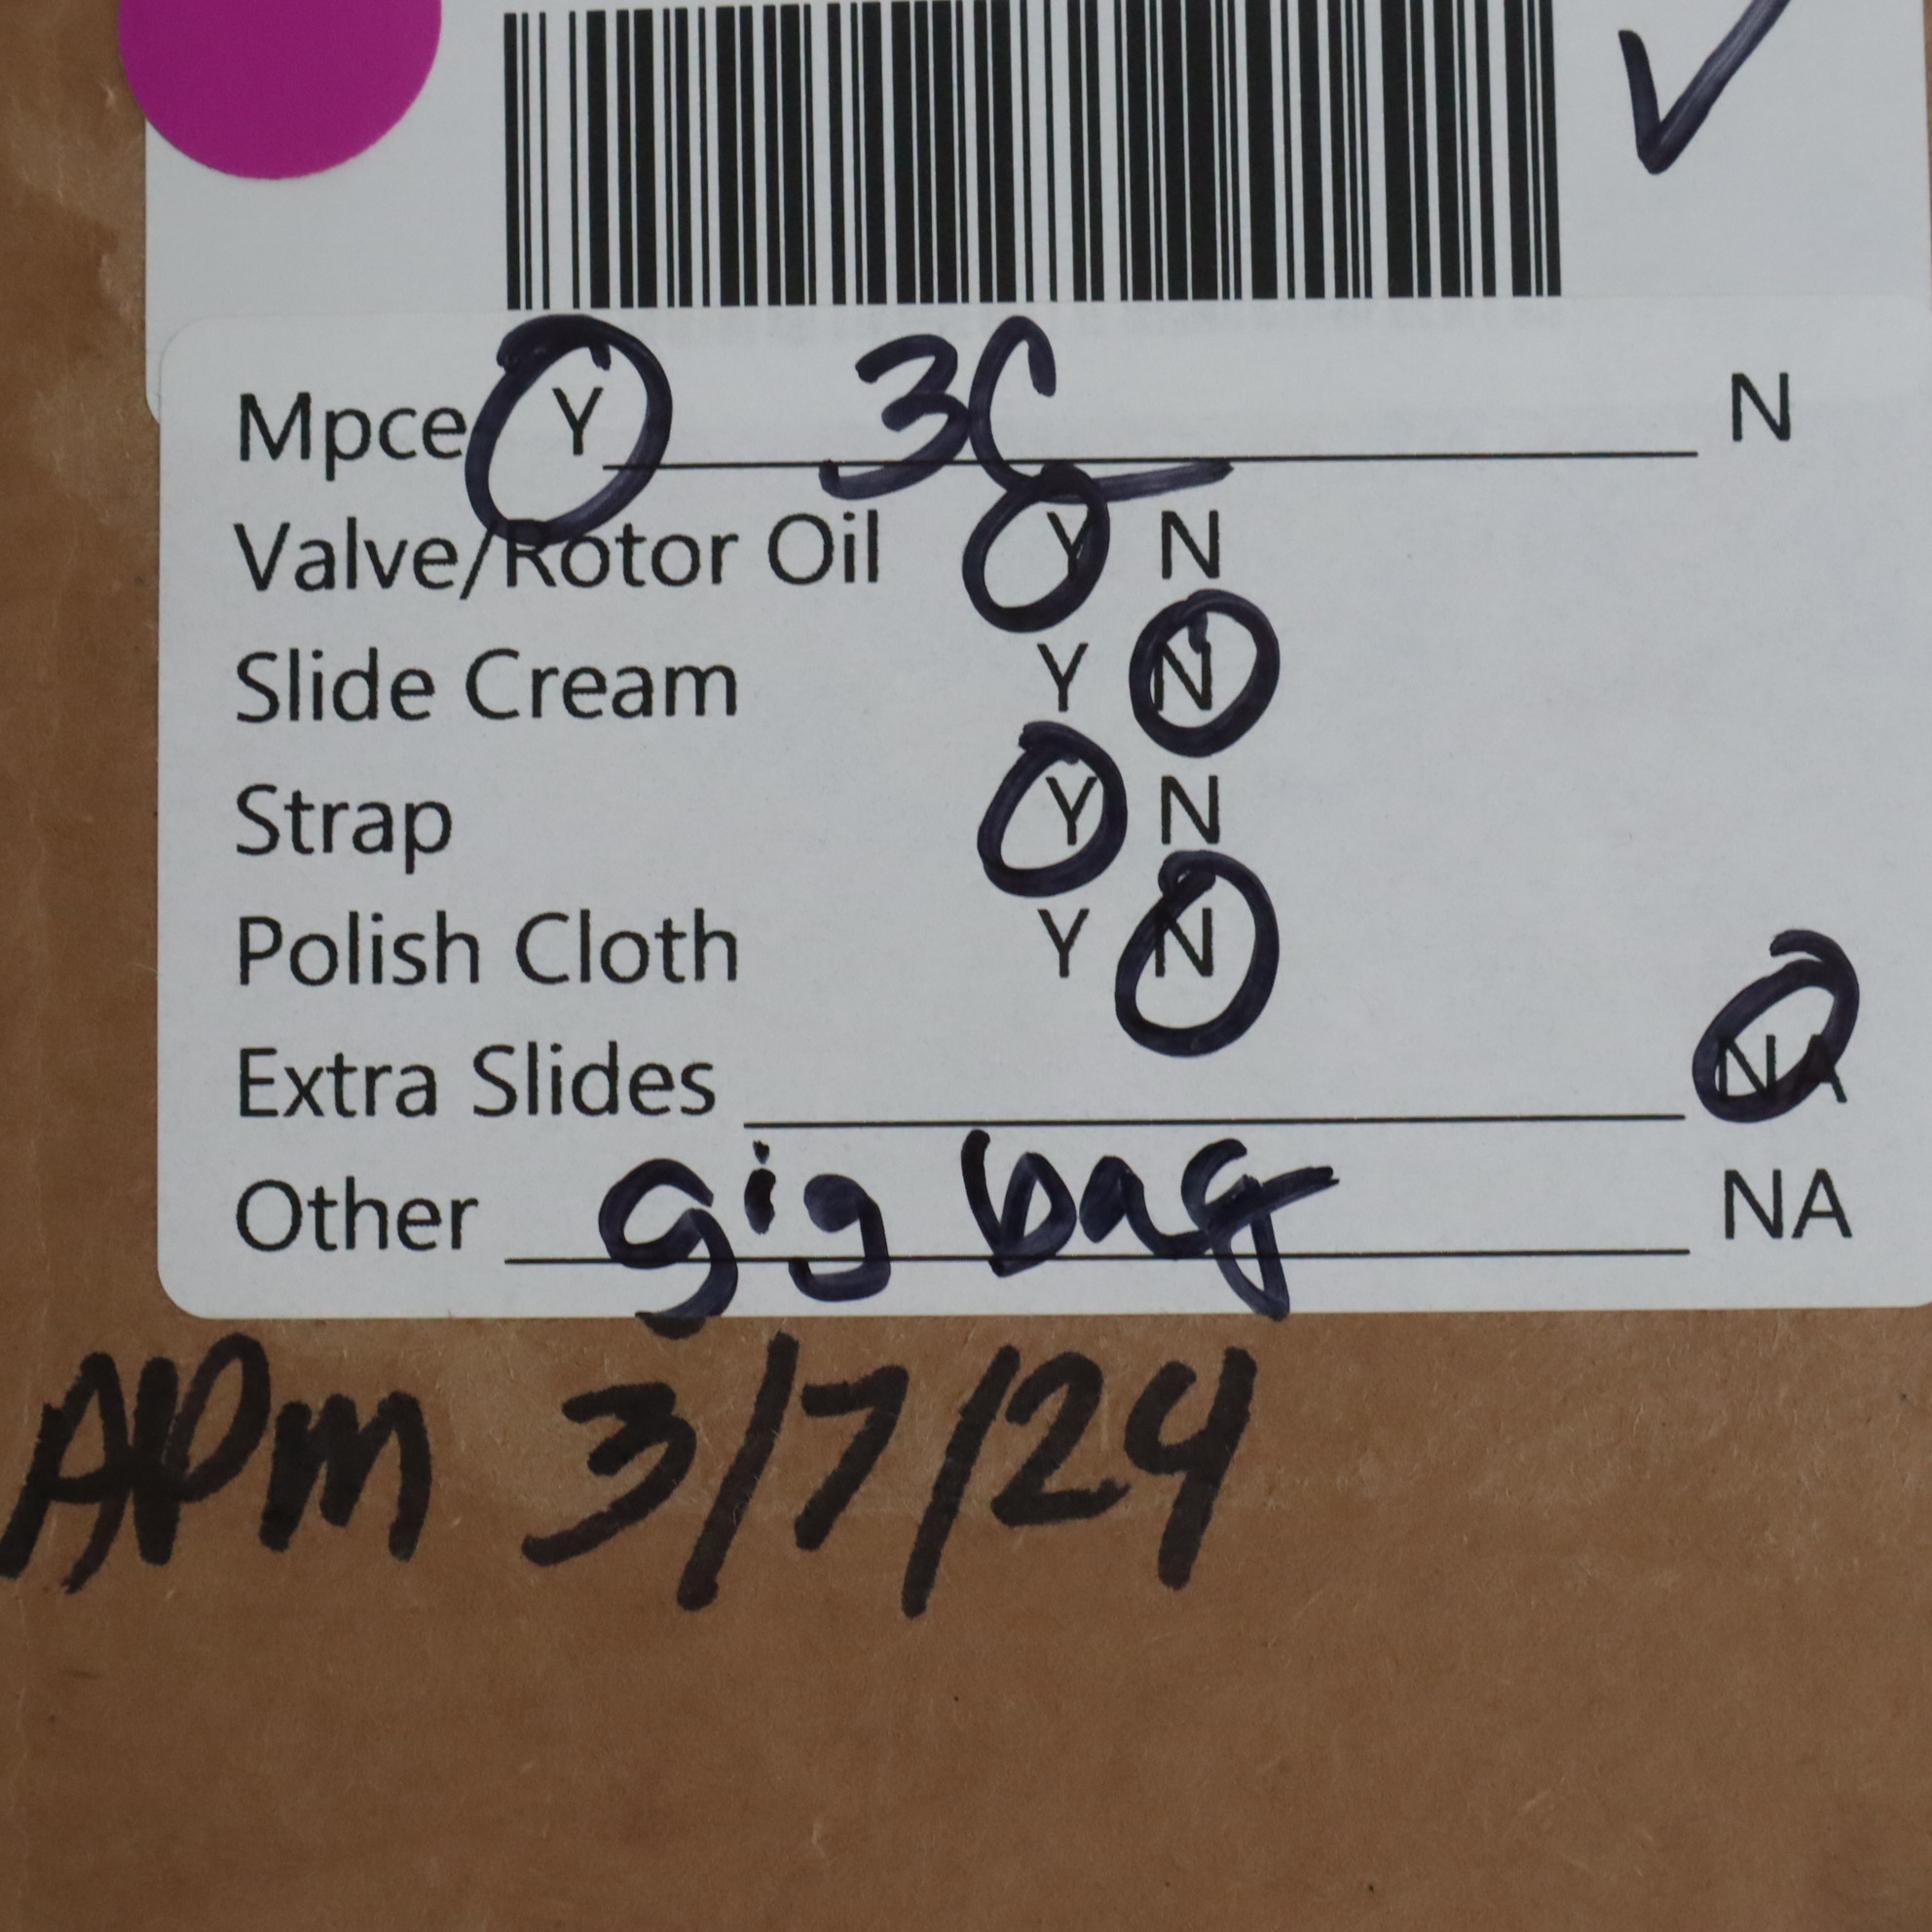 Mpce Y 3C N
Valve/Rotor Oil Y N
Slide Cream Y N
Strap Y N
Polish Cloth Y N
Extra Slides NA
Other gig bag NA
APM 3/7/24